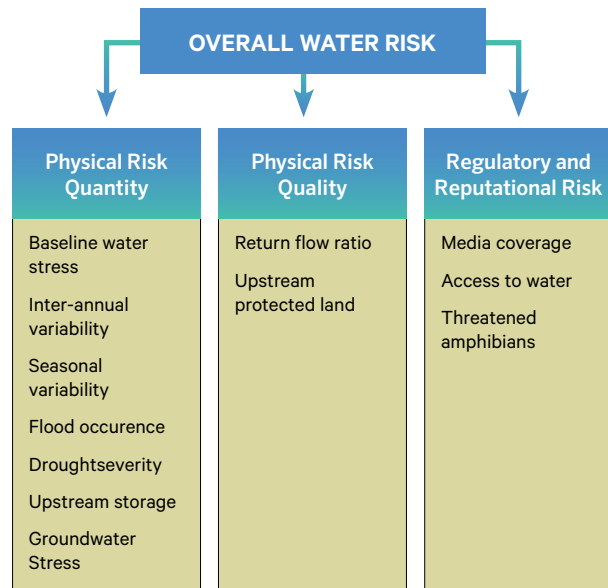 OVERALL WATER RISK
Physical Risk
Quantity
Baseline water
stress
Inter-annual
variability
Seasonal
variability
Flood occurence
Droughtseverity
Upstream storage
Groundwater
Stress
Physical Risk
Quality
Return flow ratio
Upstream
protected land
Regulatory and
Reputational Risk
Media coverage
Access to water
Threatened
amphibians